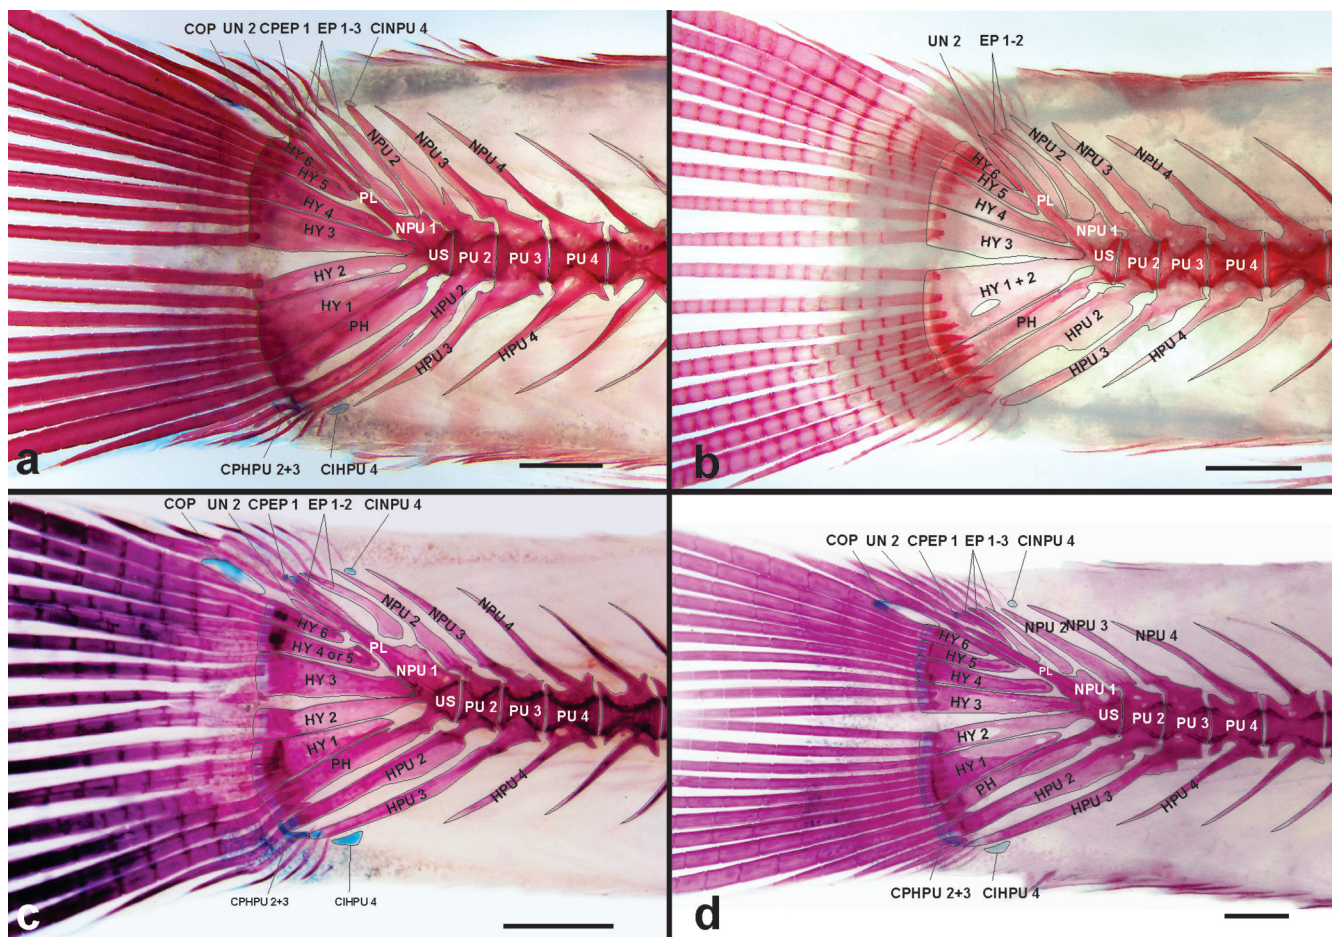 COP UN 2 CPEP 1 EP 1-3 CINPU 4
HY 6
HY 5
HY 4
HY 3
HY 2
HY 1
PH
PL
NPU 1
NPU 2
NPU 3
NPU 4
US PU 2 PU 3 PU 4
HPU 2
HPU 3
HPU 4
CPHPU 2+3 CIHPU 4
a
UN 2 EP 1-2
HY 6
HY 5
HY 4
HY 3
HY 1 + 2
PH
PL
NPU 1
NPU 2
NPU 3
NPU 4
US PU 2 PU 3 PU 4
HPU 2
HPU 3
HPU 4
b
COP UN 2 CPEP 1 EP 1-2 CINPU 4
HY 6
HY 4 or 5
HY 3
HY 2
HY 1
PH
PL
NPU 1
NPU 2
NPU 3
NPU 4
US PU 2 PU 3 PU 4
HPU 2
HPU 3
HPU 4
CPHPU 2+3 CIHPU 4
c
COP UN 2 CPEP 1 EP 1-3 CINPU 4
HY 6
HY 5
HY 4
HY 3
HY 2
HY 1
PH
PL
NPU 1
NPU 2
NPU 3
NPU 4
US PU 2 PU 3 PU 4
HPU 2
HPU 3
HPU 4
CPHPU 2+3 CIHPU 4
d